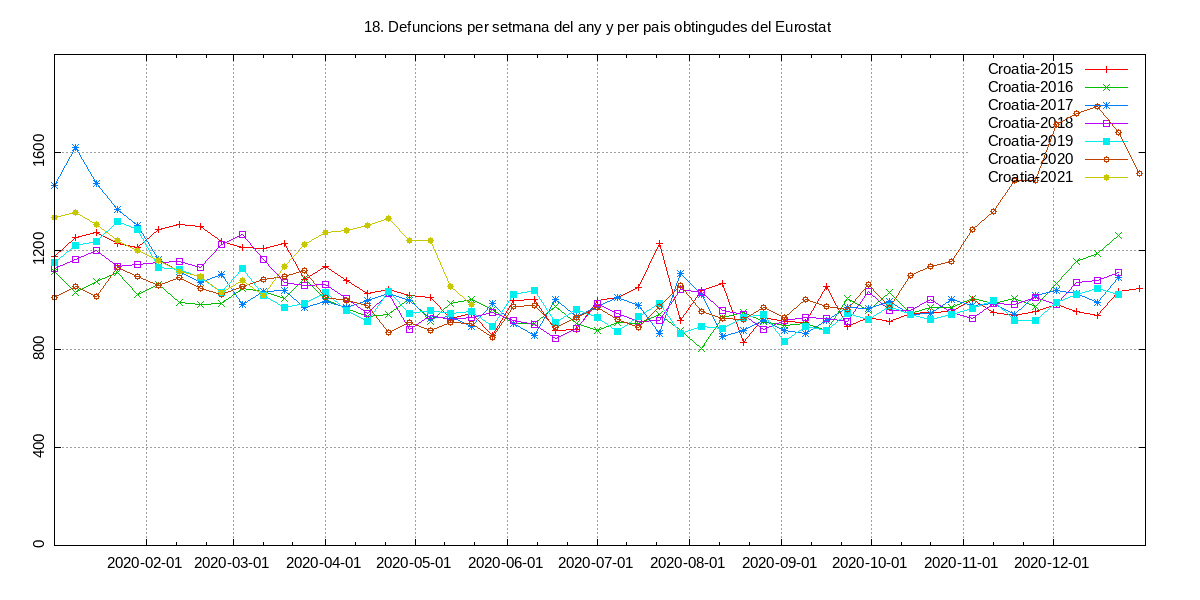 18. Defuncions per setmana del any y per pais obtingudes del Eurostat
Croatia-2015
Croatia-2016
Croatia-2017
Croatia-2018
Croatia-2019
Croatia-2020
Croatia-2021
1600
1200
800
400
0
2020-02-01 2020-03-01 2020-04-01 2020-05-01 2020-06-01 2020-07-01 2020-08-01 2020-09-01 2020-10-01 2020-11-01 2020-12-01